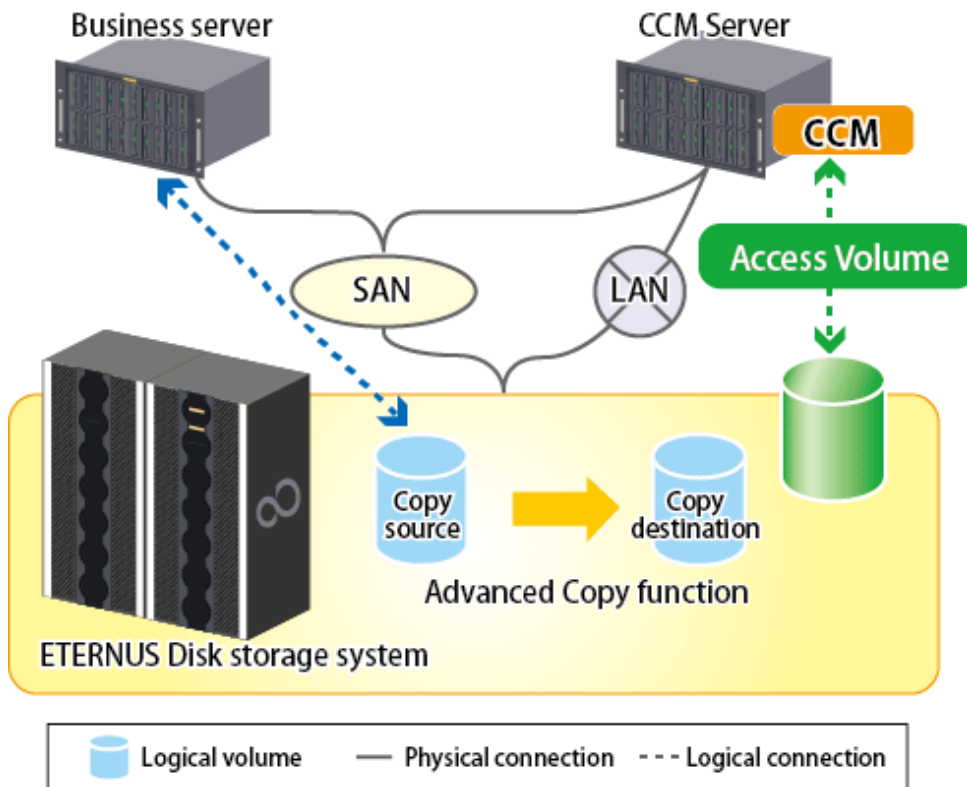 Business server
CCM Server
CCM
Access Volume
SAN
LAN
Copy
source
Copy
destination
Advanced Copy function
ETERNUS Disk storage system
Logical volume
Physical connection
Logical connection